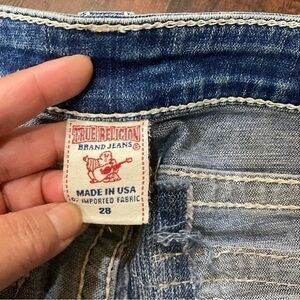 TRUE RELIGION
BRAND JEANS®
MADE IN USA
OF IMPORTED FABRIC
28